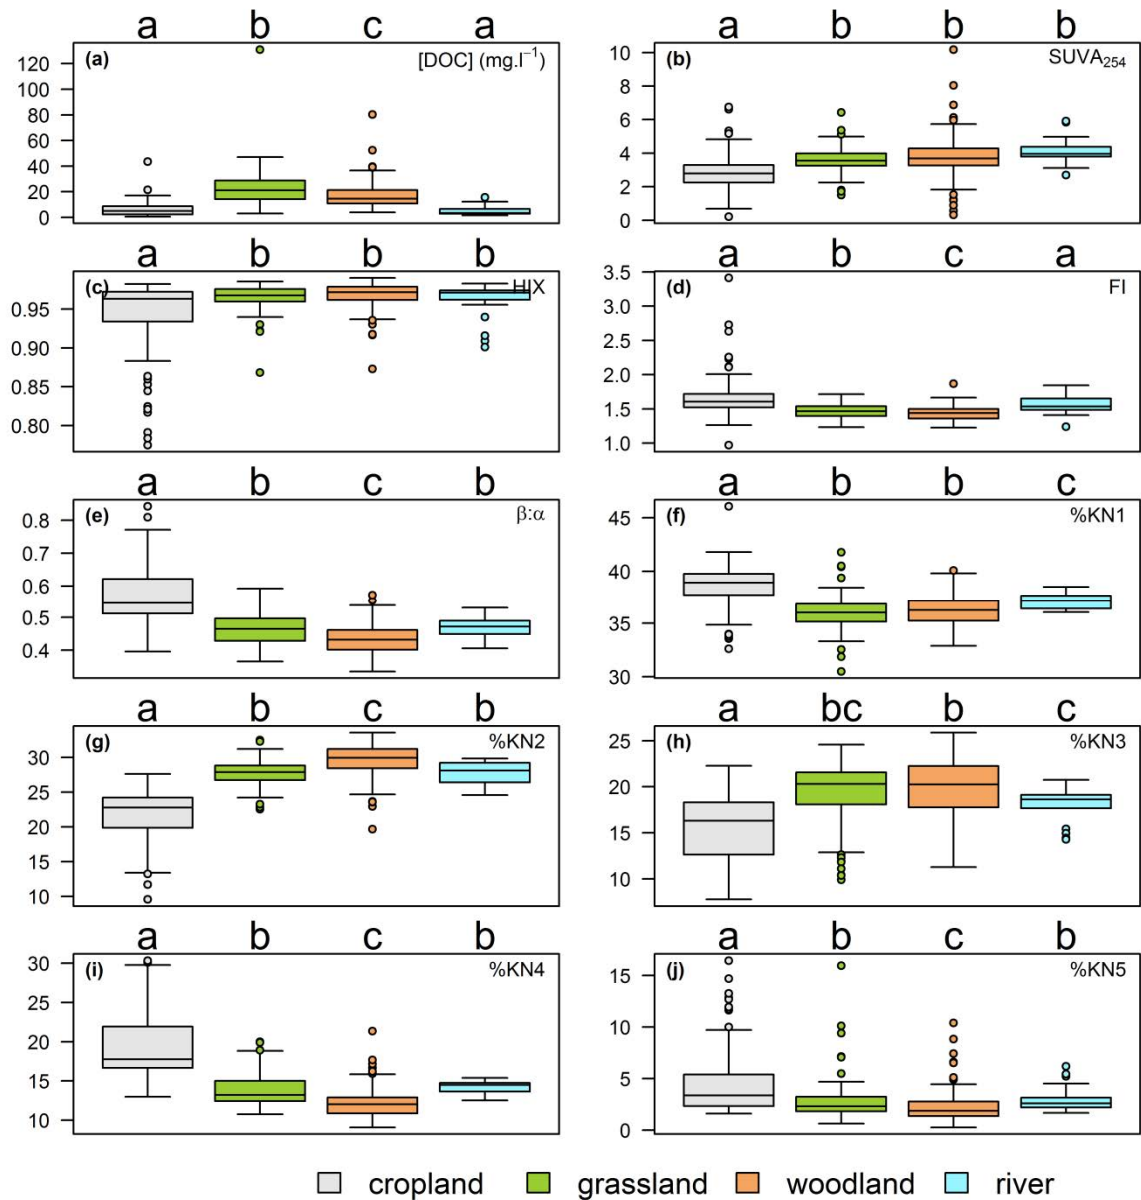 a b c a
(a) [DOC] (mg.l⁻¹)
120
100
80
60
40
20
0
a b b b
(b) SUVA₂₅₄
10
8
6
4
2
0
a b b b
(c) HIX
0.95
0.90
0.85
0.80
a b c a
(d) FI
3.5
3.0
2.5
2.0
1.5
1.0
a b c b
(e) β:α
0.8
0.7
0.6
0.5
0.4
a b b c
(f) %KN1
45
40
35
30
a b c b
(g) %KN2
30
25
20
15
10
a bc b c
(h) %KN3
25
20
15
10
a b c b
(i) %KN4
30
25
20
15
10
a b c b
(j) %KN5
15
10
5
0
cropland grassland woodland river